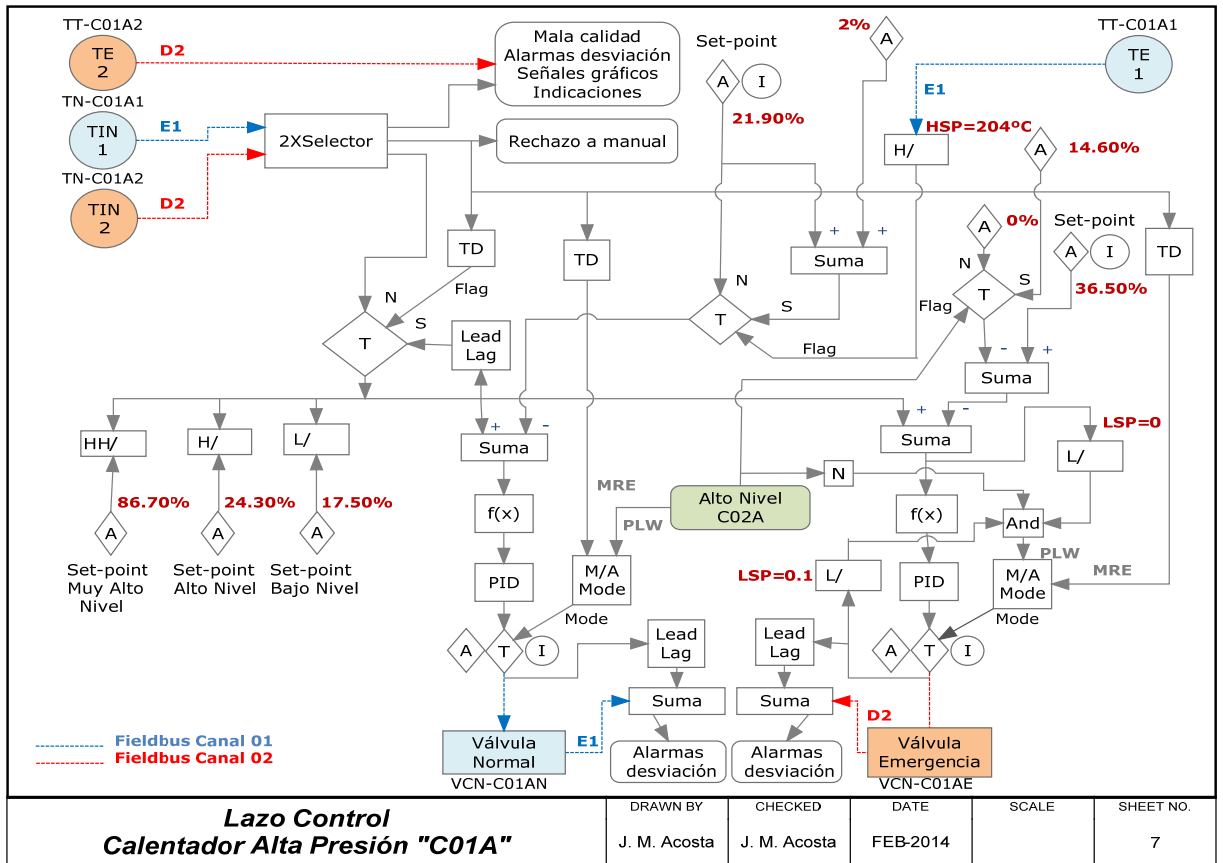 TT-C01A2
TE
2
D2
TN-C01A1
TIN
1
E1
TN-C01A2
TIN
2
D2
2XSelector
Mala calidad
Alarmas desviación
Señales gráficos
Indicaciones
Rechazo a manual
Set-point
A
I
21.90%
2%
A
TT-C01A1
TE
1
E1
HSP=204ºC
H/
A
14.60%
A
0%
Set-point
A
I
36.50%
TD
TD
TD
Flag
N
S
T
Lead
Lag
+
+
Suma
N
S
T
Flag
N
S
T
Flag
-
+
Suma
HH/
H/
L/
86.70%
24.30%
17.50%
A
A
A
Set-point
Muy Alto
Nivel
Set-point
Alto Nivel
Set-point
Bajo Nivel
+
-
Suma
f(x)
PID
MRE
PLW
M/A
Mode
Mode
A
T
I
Alto Nivel
C02A
N
+
-
Suma
LSP=0
L/
f(x)
And
PLW
MRE
LSP=0.1
L/
PID
M/A
Mode
Mode
A
T
I
Lead
Lag
Suma
Lead
Lag
Suma
E1
D2
Alarmas
desviación
Alarmas
desviación
Válvula
Normal
VCN-C01AN
Válvula
Emergencia
VCN-C01AE
Fieldbus Canal 01
Fieldbus Canal 02
Lazo Control
Calentador Alta Presión "C01A"
DRAWN BY
J. M. Acosta
CHECKED
J. M. Acosta
DATE
FEB-2014
SCALE
SHEET NO.
7